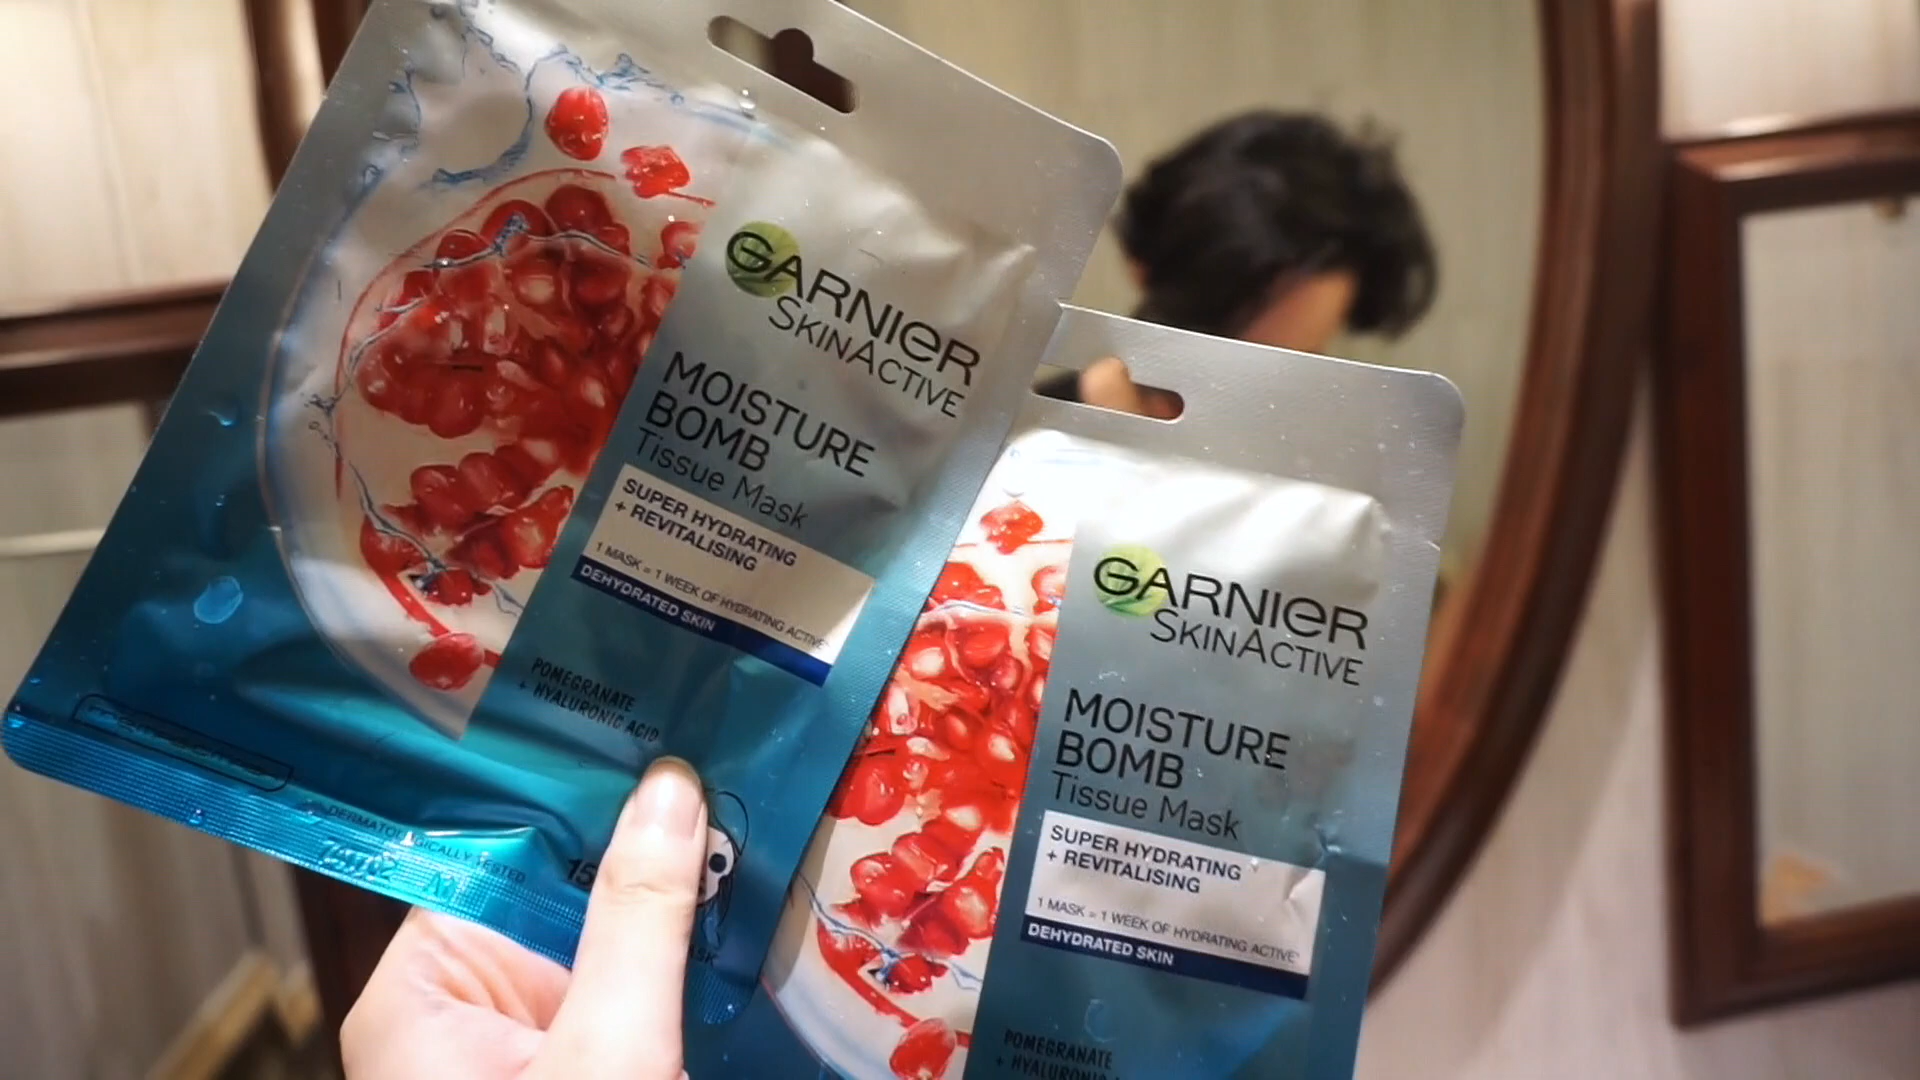 GARNIER
SKINACTIVE
MOISTURE
BOMB
Tissue Mask
SUPER HYDRATING
+ REVITALISING
1 MASK = 1 WEEK OF HYDRATING ACTIVE*
DEHYDRATED SKIN
POMEGRANATE
+ HYALURONIC ACID
DERMATOLOGICALLY TESTED
15
GARNIER
SKINACTIVE
MOISTURE
BOMB
Tissue Mask
SUPER HYDRATING
+ REVITALISING
1 MASK = 1 WEEK OF HYDRATING ACTIVE*
DEHYDRATED SKIN
POMEGRANATE
+ HYALURONIC